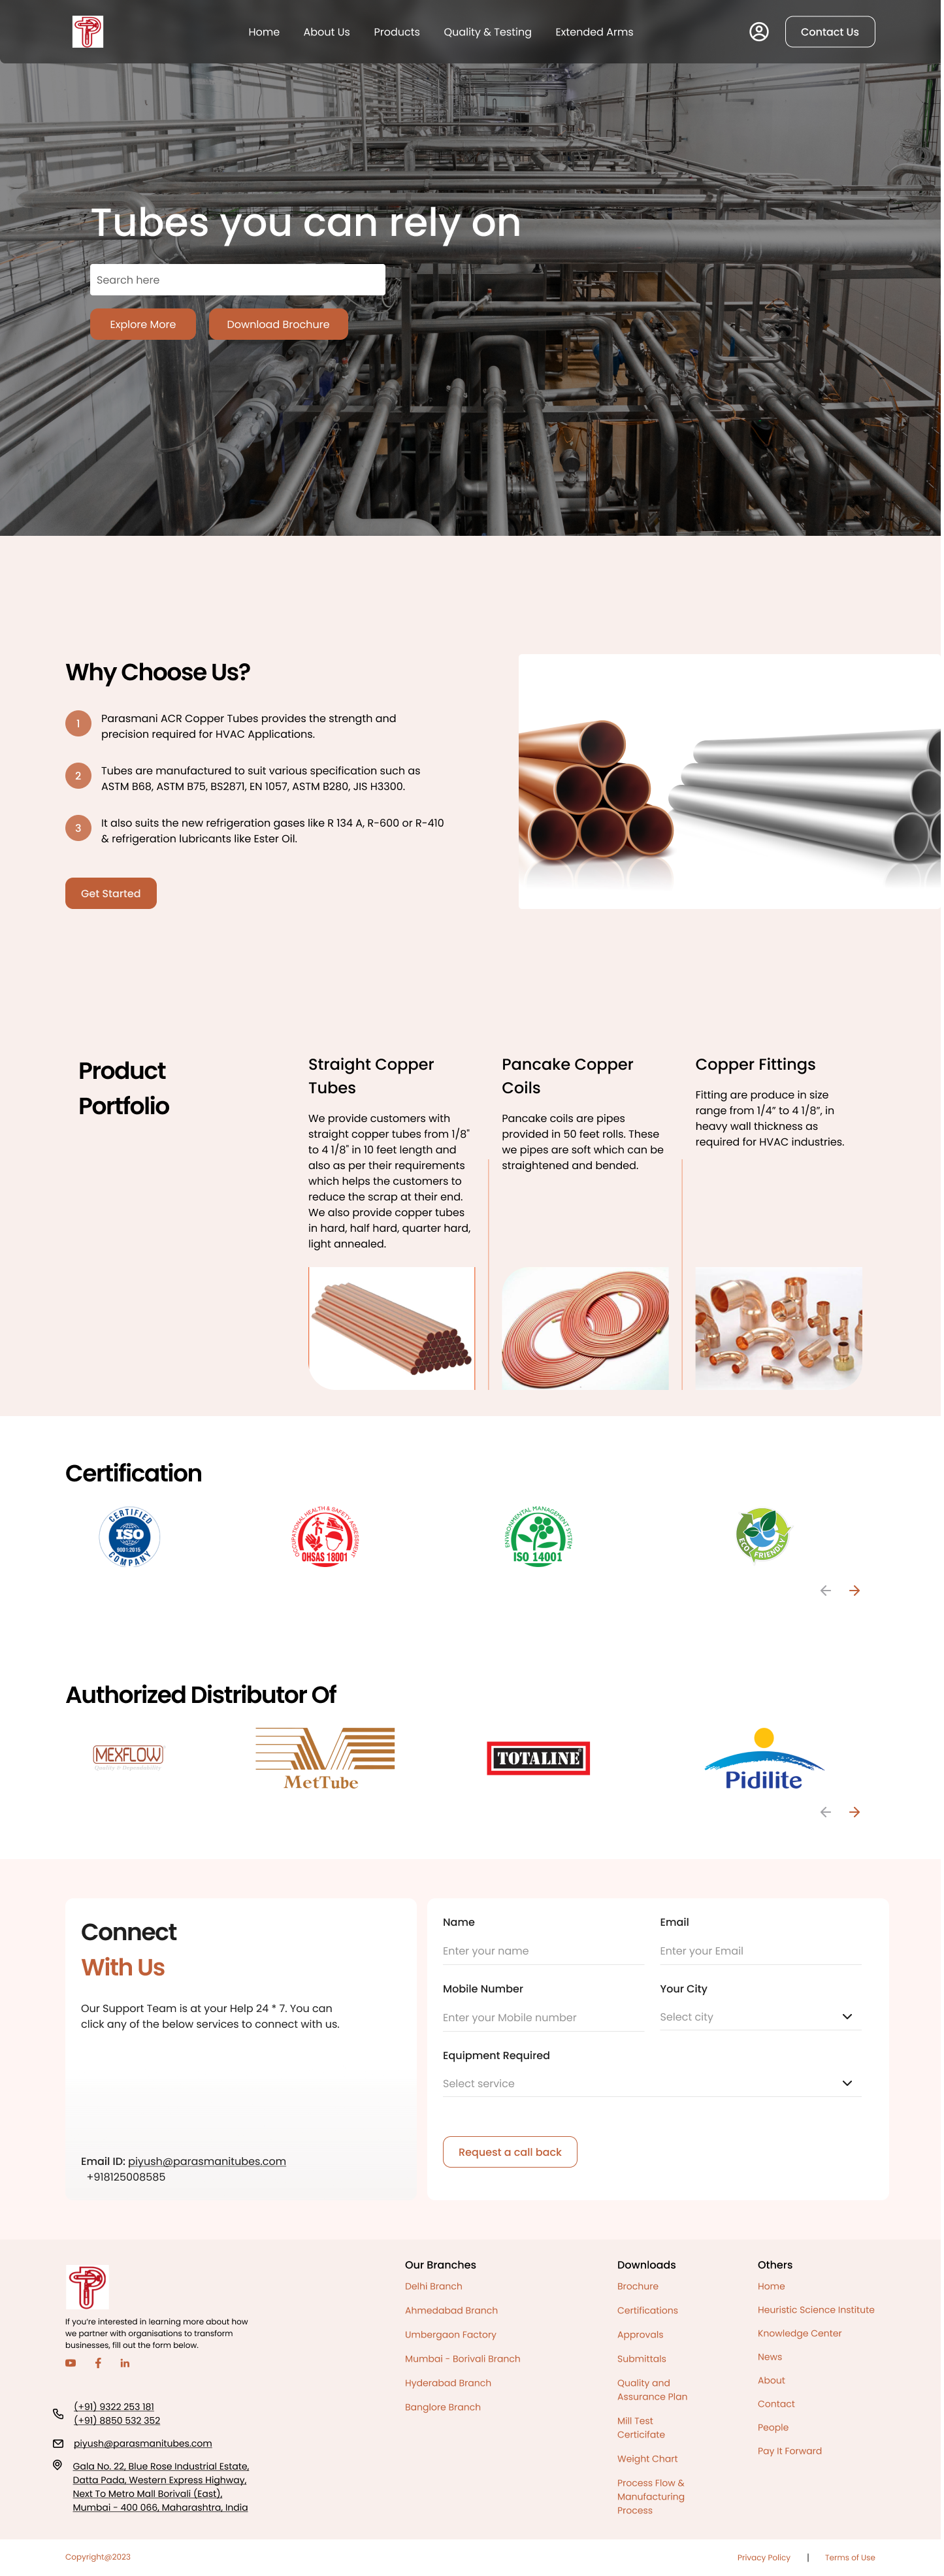 Home About Us Products Quality & Testing Extended Arms Contact Us
Tubes you can rely on
Search here
Explore More Download Brochure
Why Choose Us?
1 Parasmani ACR Copper Tubes provides the strength and
precision required for HVAC Applications.
2 Tubes are manufactured to suit various specification such as
ASTM B68, ASTM B75, BS2871, EN 1057, ASTM B280, JIS H3300.
3 It also suits the new refrigeration gases like R 134 A, R-600 or R-410
& refrigeration lubricants like Ester Oil.
Get Started
Product
Portfolio
Straight Copper
Tubes
We provide customers with
straight copper tubes from 1/8"
to 4 1/8" in 10 feet length and
also as per their requirements
which helps the customers to
reduce the scrap at their end.
We also provide copper tubes
in hard, half hard, quarter hard,
light annealed.
Pancake Copper
Coils
Pancake coils are pipes
provided in 50 feet rolls. These
we pipes are soft which can be
straightened and bended.
Copper Fittings
Fitting are produce in size
range from 1/4” to 4 1/8”, in
heavy wall thickness as
required for HVAC industries.
Certification
CERTIFIED
ISO
9001:2015
COMPANY
OCCUPATIONAL HEALTH & SAFETY ASSESSMENT
OHSAS 18001
ENVIRONMENTAL MANAGEMENT SYSTEM
ISO 14001
ECO FRIENDLY
Authorized Distributor Of
MEXFLOW
Quality & Dependability
MetTube
TOTALINE
Pidilite
Connect
With Us
Our Support Team is at your Help 24 * 7. You can
click any of the below services to connect with us.
Email ID: piyush@parasmanitubes.com
+918125008585
Name
Enter your name
Email
Enter your Email
Mobile Number
Enter your Mobile number
Your City
Select city
Equipment Required
Select service
Request a call back
If you’re interested in learning more about how
we partner with organisations to transform
businesses, fill out the form below.
(+91) 9322 253 181
(+91) 8850 532 352
piyush@parasmanitubes.com
Gala No. 22, Blue Rose Industrial Estate,
Datta Pada, Western Express Highway,
Next To Metro Mall Borivali (East),
Mumbai - 400 066, Maharashtra, India
Our Branches
Delhi Branch
Ahmedabad Branch
Umbergaon Factory
Mumbai - Borivali Branch
Hyderabad Branch
Banglore Branch
Downloads
Brochure
Certifications
Approvals
Submittals
Quality and
Assurance Plan
Mill Test
Certicifate
Weight Chart
Process Flow &
Manufacturing
Process
Others
Home
Heuristic Science Institute
Knowledge Center
News
About
Contact
People
Pay It Forward
Copyright@2023
Privacy Policy | Terms of Use